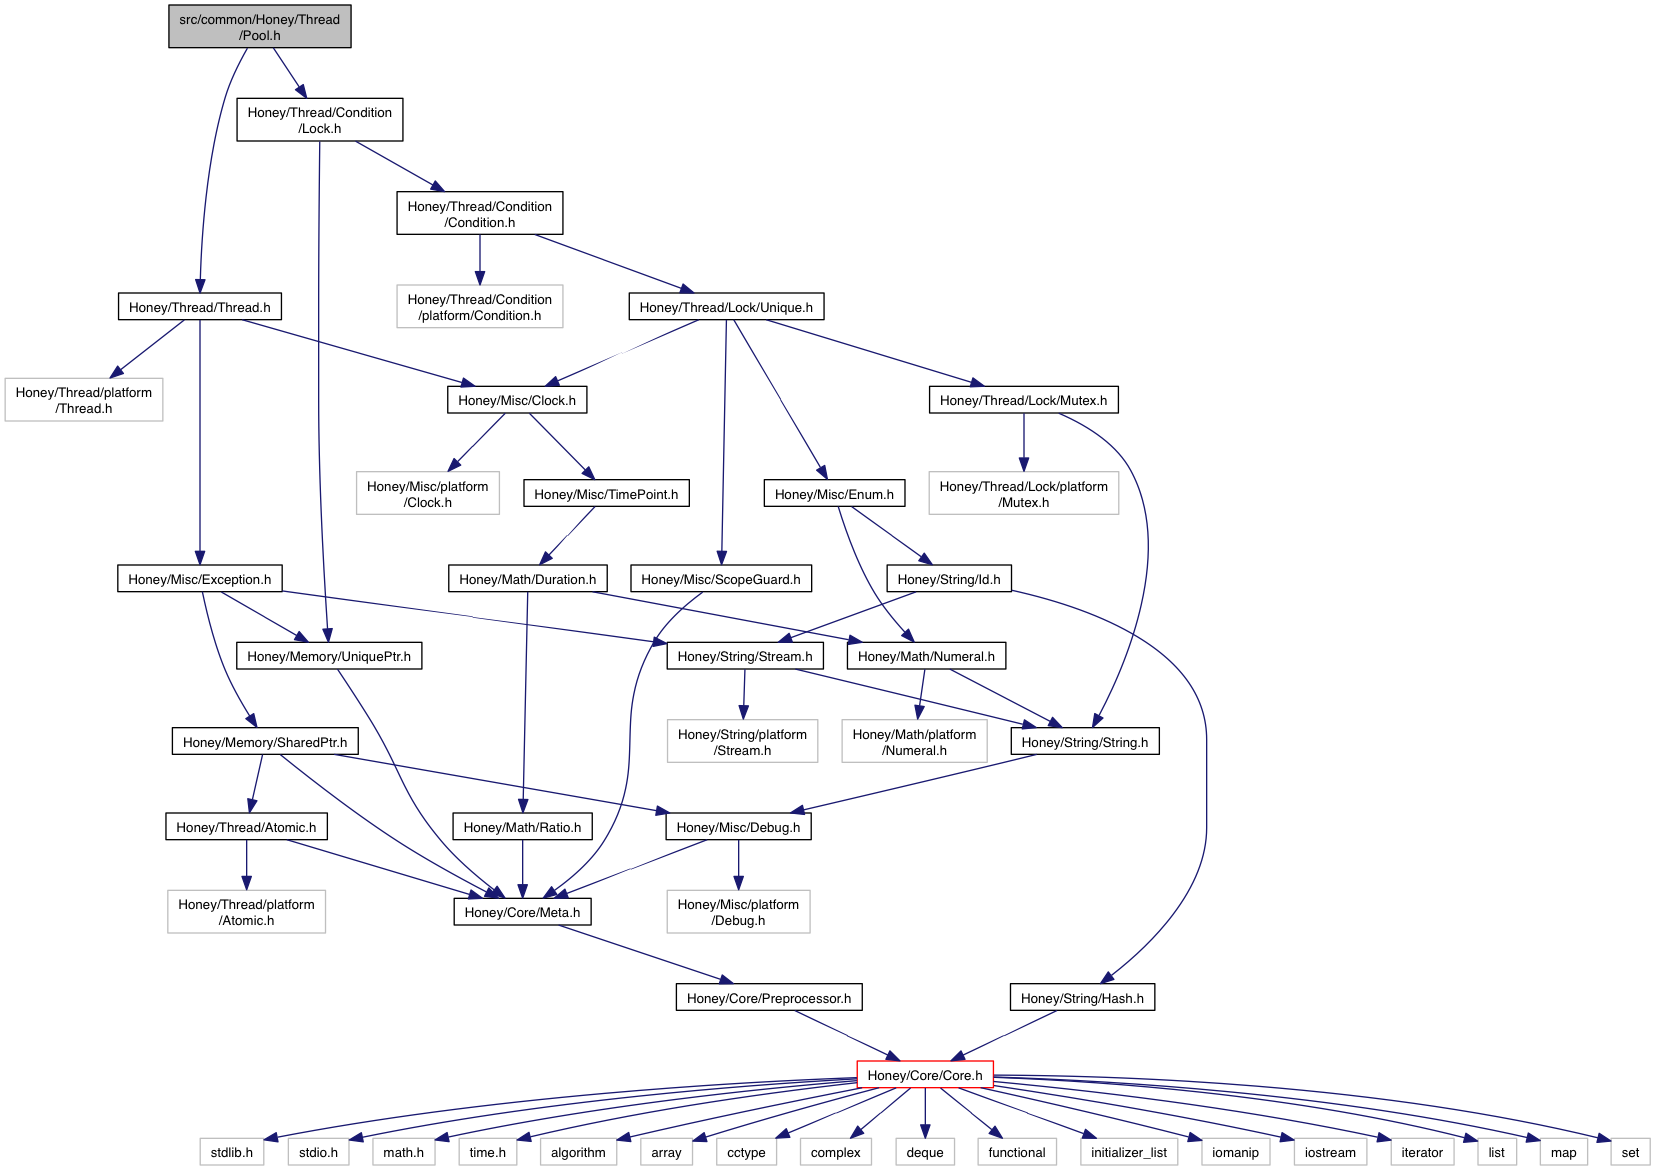 src/common/Honey/Thread
/Pool.h
Honey/Thread/Condition
/Lock.h
Honey/Thread/Condition
/Condition.h
Honey/Thread/Thread.h
Honey/Thread/Condition
/platform/Condition.h
Honey/Thread/Lock/Unique.h
Honey/Thread/platform
/Thread.h
Honey/Misc/Clock.h
Honey/Thread/Lock/Mutex.h
Honey/Misc/platform
/Clock.h
Honey/Misc/TimePoint.h
Honey/Misc/Enum.h
Honey/Thread/Lock/platform
/Mutex.h
Honey/Misc/Exception.h
Honey/Math/Duration.h
Honey/Misc/ScopeGuard.h
Honey/String/Id.h
Honey/Memory/UniquePtr.h
Honey/String/Stream.h
Honey/Math/Numeral.h
Honey/Memory/SharedPtr.h
Honey/String/platform
/Stream.h
Honey/Math/platform
/Numeral.h
Honey/String/String.h
Honey/Thread/Atomic.h
Honey/Math/Ratio.h
Honey/Misc/Debug.h
Honey/Thread/platform
/Atomic.h
Honey/Core/Meta.h
Honey/Misc/platform
/Debug.h
Honey/Core/Preprocessor.h
Honey/String/Hash.h
Honey/Core/Core.h
stdlib.h
stdio.h
math.h
time.h
algorithm
array
cctype
complex
deque
functional
initializer_list
iomanip
iostream
iterator
list
map
set